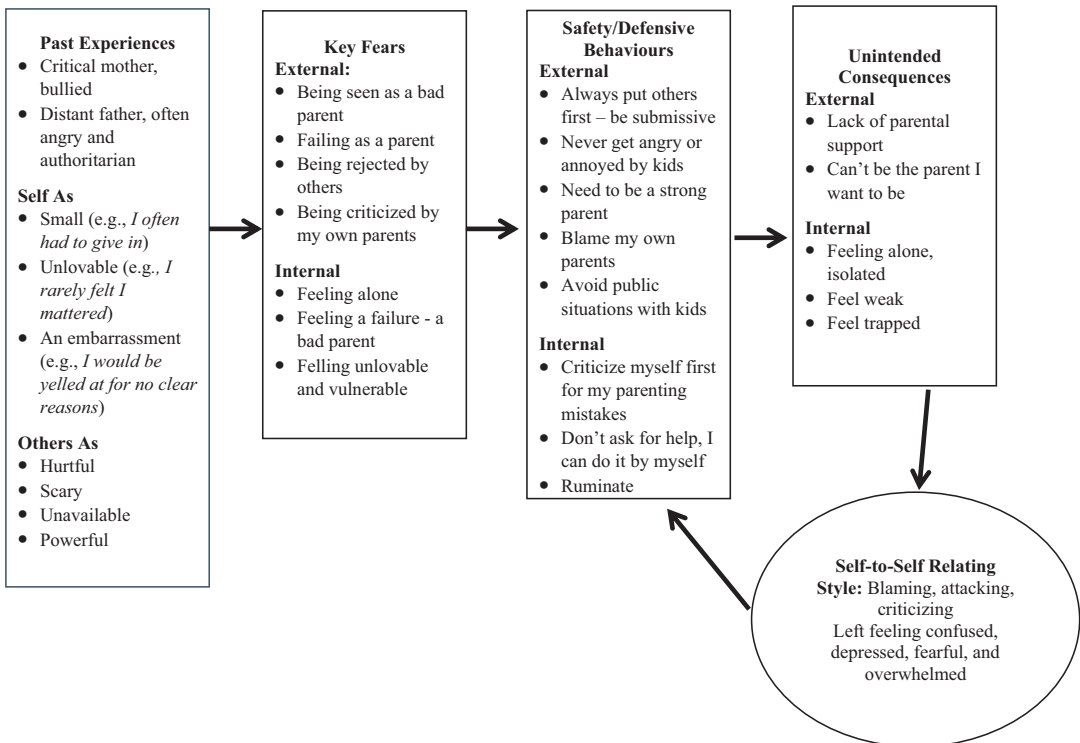 Past Experiences
• Critical mother,
bullied
• Distant father, often
angry and
authoritarian
Self As
• Small (e.g., I often
had to give in)
• Unlovable (e.g., I
rarely felt I
mattered)
• An embarrassment
(e.g., I would be
yelled at for no clear
reasons)
Others As
• Hurtful
• Scary
• Unavailable
• Powerful
Key Fears
External:
• Being seen as a bad
parent
• Failing as a parent
• Being rejected by
others
• Being criticized by
my own parents
Internal
• Feeling alone
• Feeling a failure - a
bad parent
• Felling unlovable
and vulnerable
Safety/Defensive
Behaviours
External
• Always put others
first – be submissive
• Never get angry or
annoyed by kids
• Need to be a strong
parent
• Blame my own
parents
• Avoid public
situations with kids
Internal
• Criticize myself first
for my parenting
mistakes
• Don’t ask for help, I
can do it by myself
• Ruminate
Unintended
Consequences
External
• Lack of parental
support
• Can’t be the parent I
want to be
Internal
• Feeling alone,
isolated
• Feel weak
• Feel trapped
Self-to-Self Relating
Style: Blaming, attacking,
criticizing
Left feeling confused,
depressed, fearful, and
overwhelmed